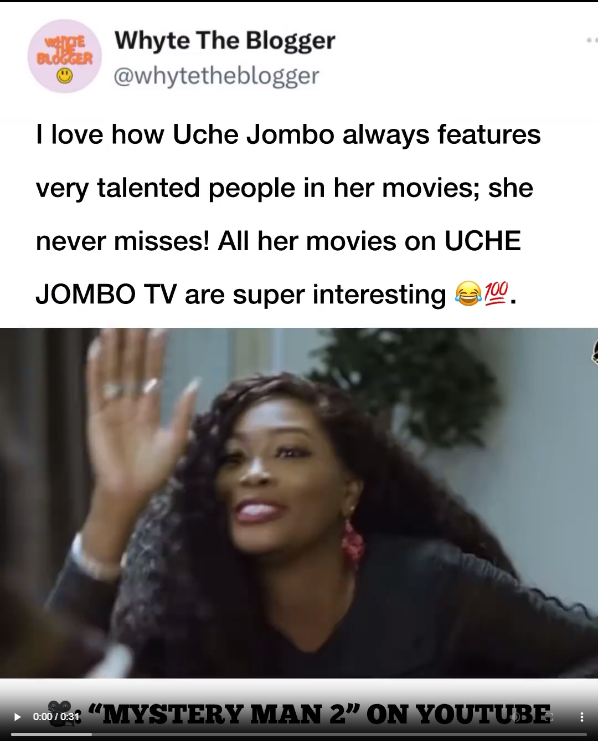 WHYTE
THE
BLOGGER
Whyte The Blogger
@whytetheblogger
I love how Uche Jombo always features
very talented people in her movies; she
never misses! All her movies on UCHE
JOMBO TV are super interesting 😂💯.
0:00 / 0:31
“MYSTERY MAN 2” ON YOUTUBE